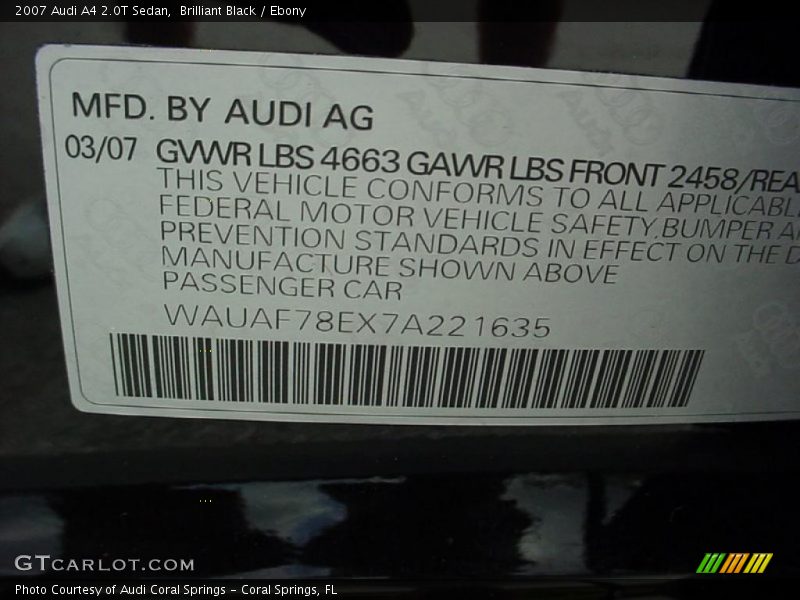 2007 Audi A4 2.0T Sedan,  Brilliant Black / Ebony
MFD. BY AUDI AG
03/07 GVWR LBS 4663 GAWR LBS FRONT 2458/REA
THIS VEHICLE CONFORMS TO ALL APPLICABL
FEDERAL MOTOR VEHICLE SAFETY, BUMPER A
PREVENTION STANDARDS IN EFFECT ON THE D
MANUFACTURE SHOWN ABOVE
PASSENGER CAR
WAUAF78EX7A221635
GTCARLOT.COM
Photo Courtesy of Audi Coral Springs - Coral Springs, FL